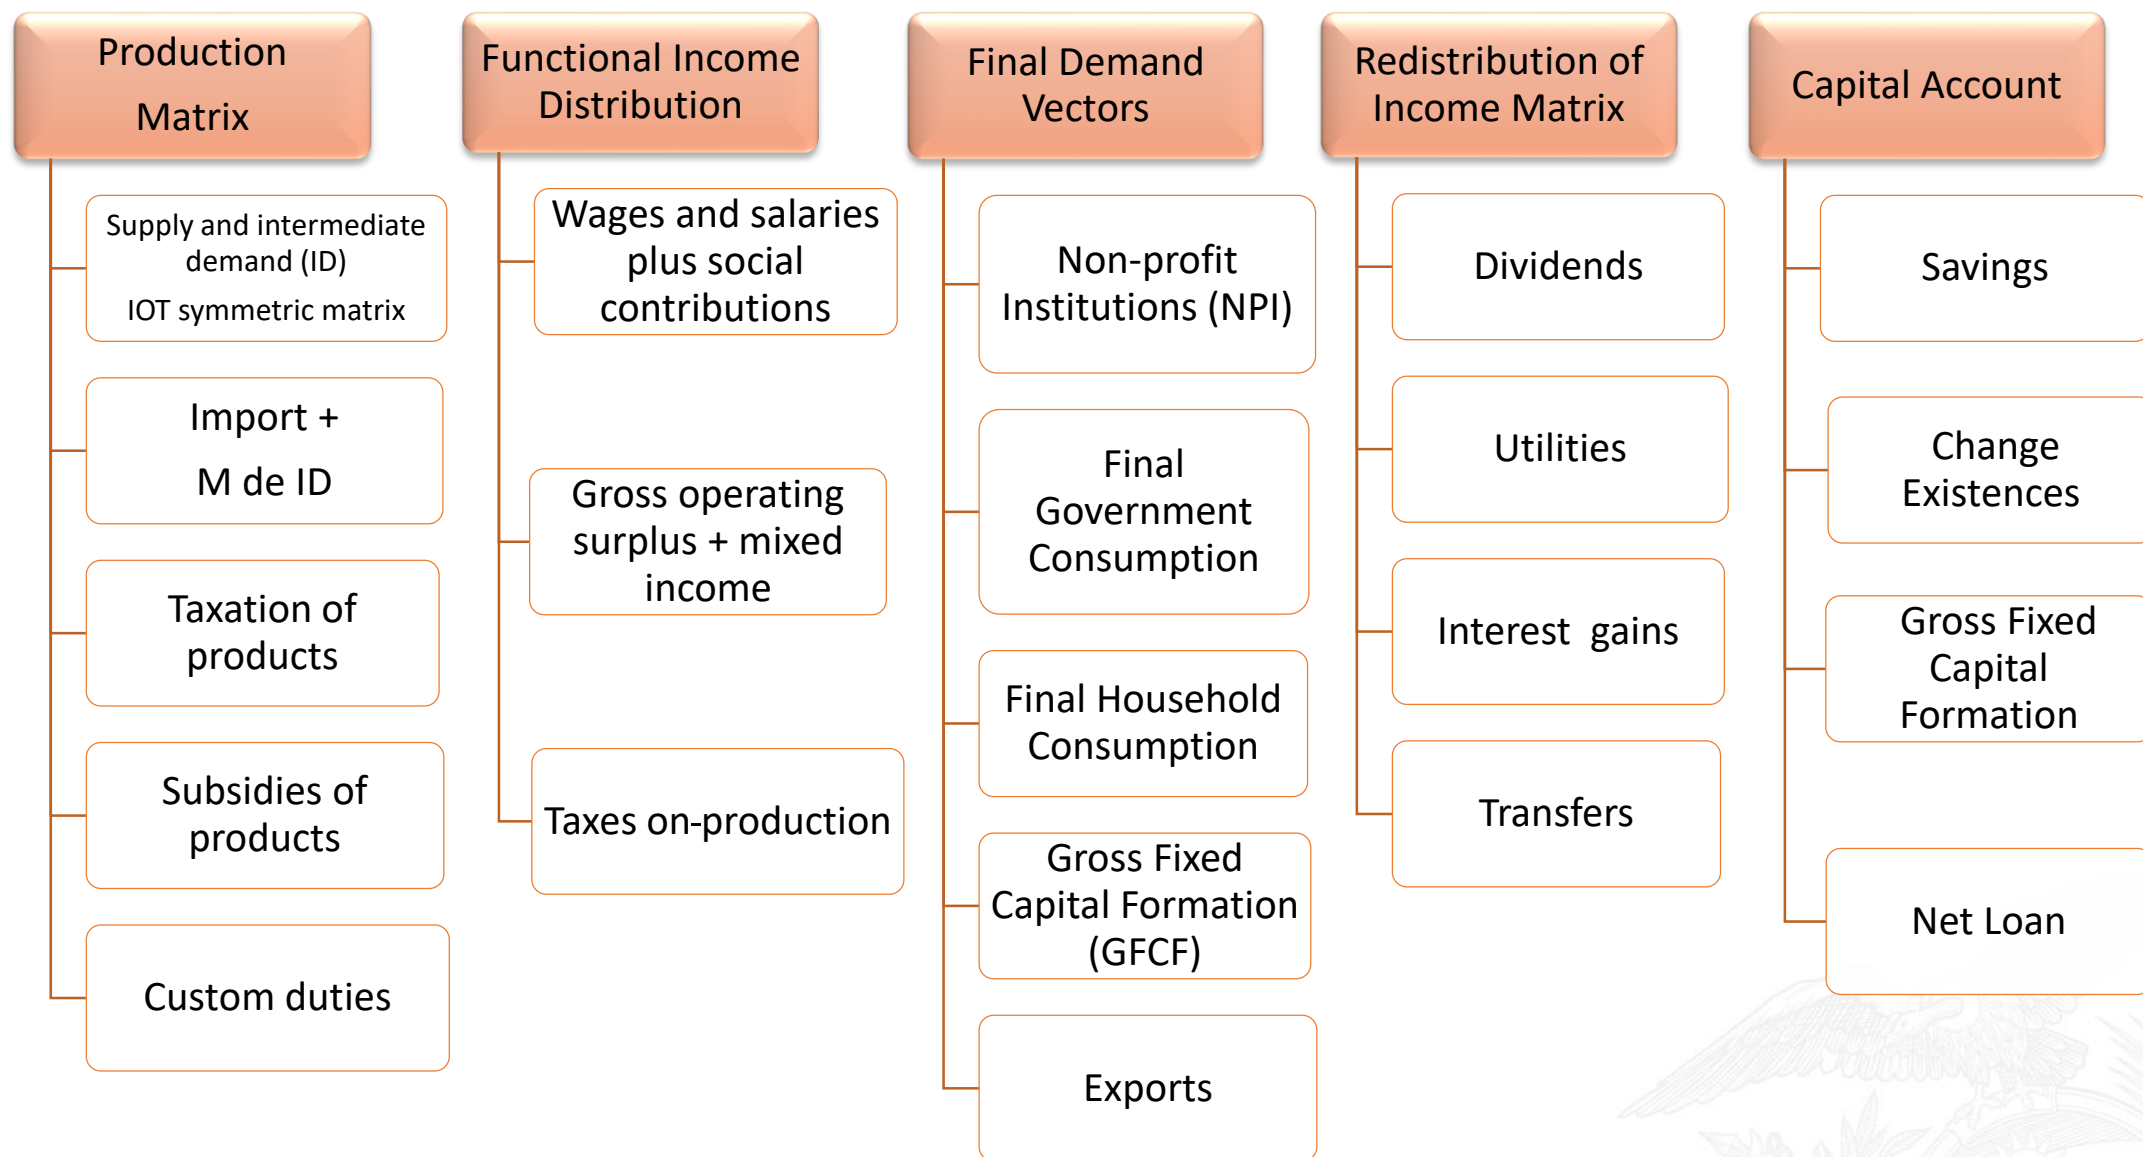 Production
Matrix
Supply and intermediate
demand (ID)
IOT symmetric matrix
Import +
M de ID
Taxation of
products
Subsidies of
products
Custom duties
Functional Income
Distribution
Wages and salaries
plus social
contributions
Gross operating
surplus + mixed
income
Taxes on-production
Final Demand
Vectors
Non-profit
Institutions (NPI)
Final
Government
Consumption
Final Household
Consumption
Gross Fixed
Capital Formation
(GFCF)
Exports
Redistribution of
Income Matrix
Dividends
Utilities
Interest  gains
Transfers
Capital Account
Savings
Change
Existences
Gross Fixed
Capital
Formation
Net Loan